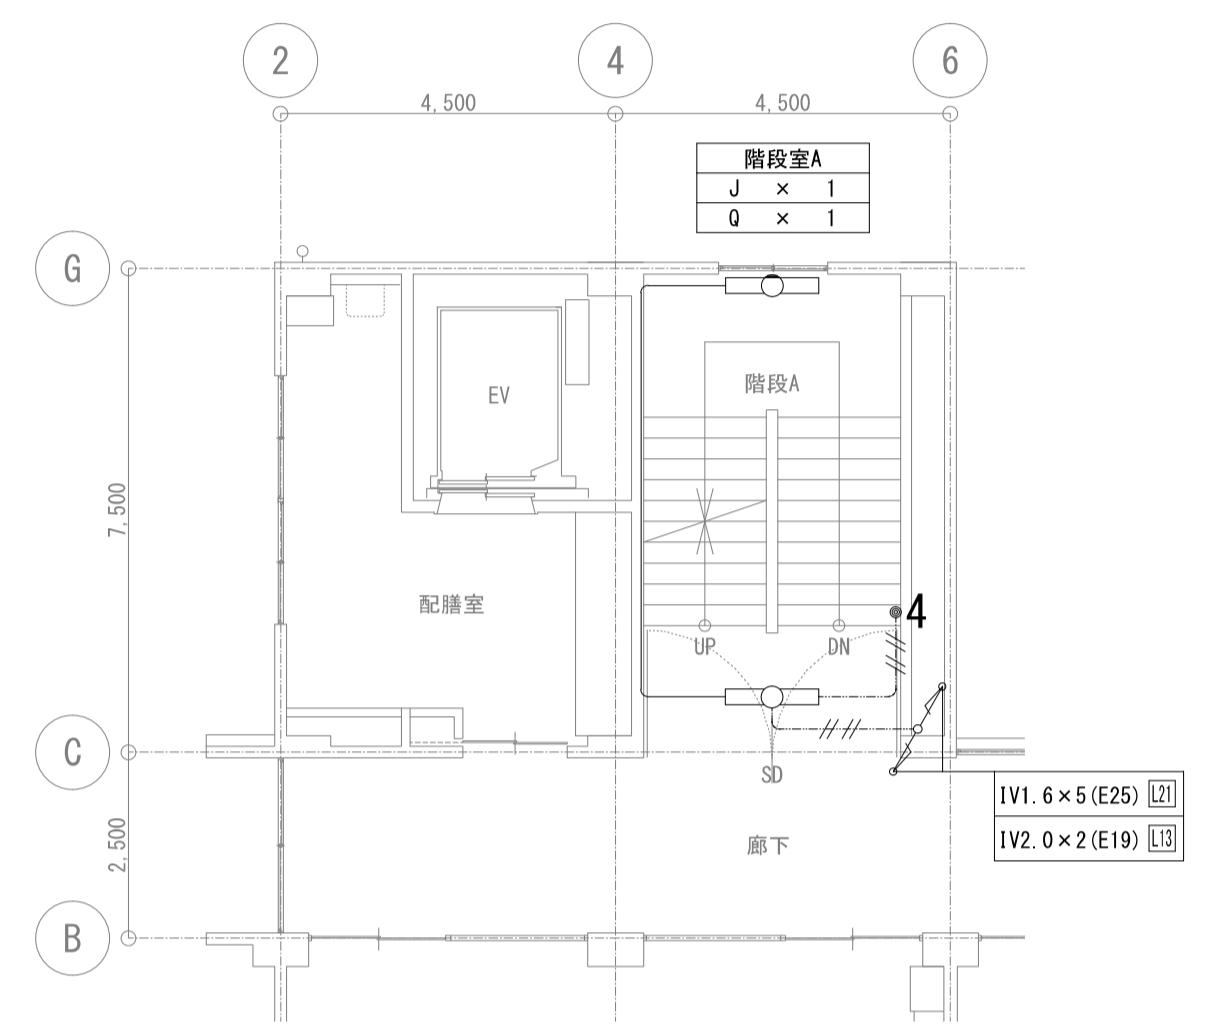 2
4
6
4,500
4,500
階段室A
J × 1
Q × 1
G
階段A
EV
7,500
配膳室
4
UP
DN
C
SD
IV1.6×5(E25) L21
IV2.0×2(E19) L13
2,500
廊下
B